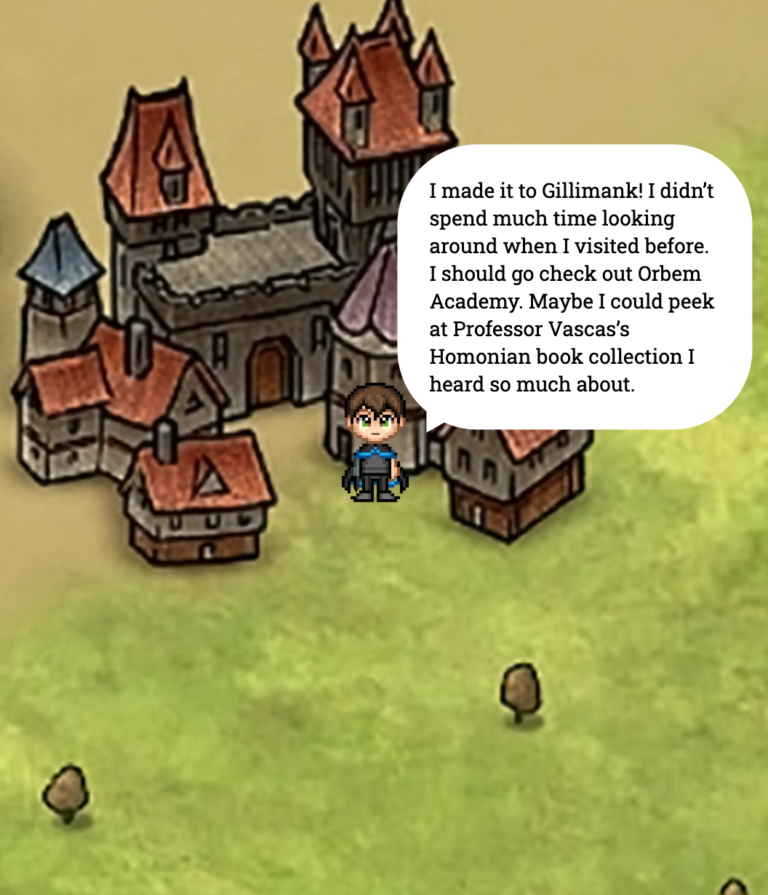 I made it to Gillimank! I didn’t
spend much time looking
around when I visited before.
I should go check out Orbem
Academy. Maybe I could peek
at Professor Vascas’s
Homonian book collection I
heard so much about.